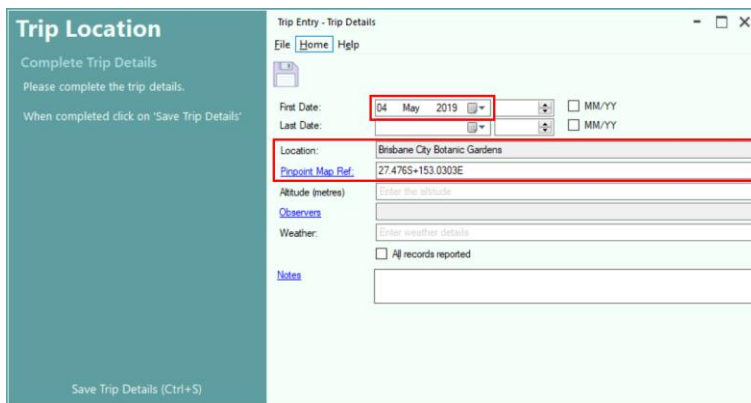 Trip Location
Complete Trip Details
Please complete the trip details.
When completed click on 'Save Trip Details'
Save Trip Details (Ctrl+S)
Trip Entry - Trip Details
File Home Help
First Date: 04 May 2019 MM/YY
Last Date: MM/YY
Location: Brisbane City Botanic Gardens
Pinpoint Map Ref: 27.476S+153.0303E
Altitude (metres) Enter the altitude
Observers
Weather: Enter weather details
All records reported
Notes